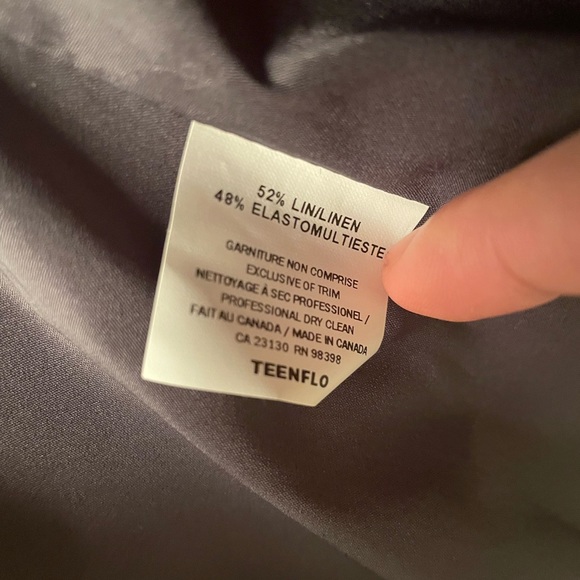 52% LIN/LINEN
48% ELASTOMULTIESTE
GARNITURE NON COMPRISE
EXCLUSIVE OF TRIM
NETTOYAGE À SEC PROFESSIONEL/
PROFESSIONAL DRY CLEAN
FAIT AU CANADA / MADE IN CANADA
CA 23130 RN 98398
TEENFLO